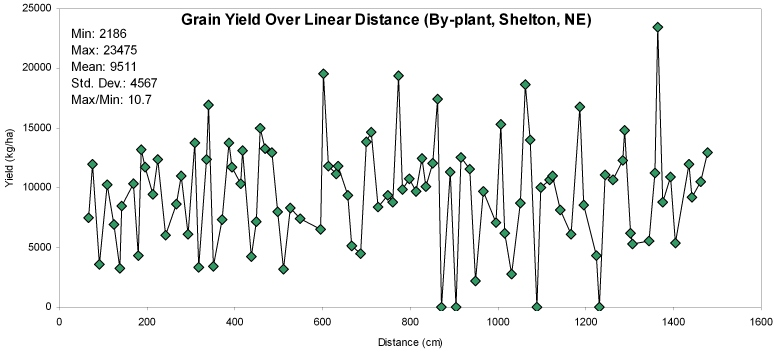 Grain Yield Over Linear Distance (By-plant, Shelton, NE)
Min: 2186
Max: 23475
Mean: 9511
Std. Dev.: 4567
Max/Min: 10.7
Yield (kg/ha)
25000
20000
15000
10000
5000
0
0 200 400 600 800 1000 1200 1400 1600
Distance (cm)